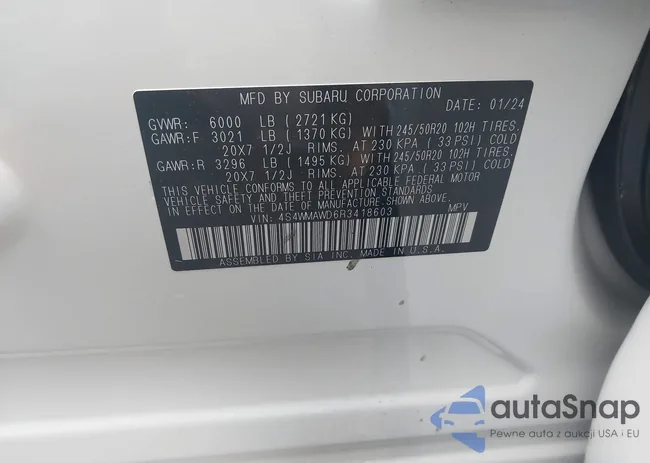 MFD BY SUBARU CORPORATION
DATE: 01/24
GVWR: 6000 LB ( 2721 KG)
GAWR:F 3021 LB ( 1370 KG) WITH 245/50R20 102H TIRES.
20X7 1/2J RIMS. AT 230 KPA ( 33 PSI) COLD
GAWR:R 3296 LB ( 1495 KG) WITH 245/50R20 102H TIRES.
20X7 1/2J RIMS. AT 230 KPA ( 33 PSI) COLD
THIS VEHICLE CONFORMS TO ALL APPLICABLE FEDERAL MOTOR
VEHICLE SAFETY AND THEFT PREVENTION STANDARDS
IN EFFECT ON THE DATE OF MANUFACTURE SHOWN ABOVE.
VIN: 4S4WMAWD6R3418603 MPV
ASSEMBLED BY SIA INC. MADE IN U.S.A.
autoSnap
Pewne auta z aukcji USA i EU